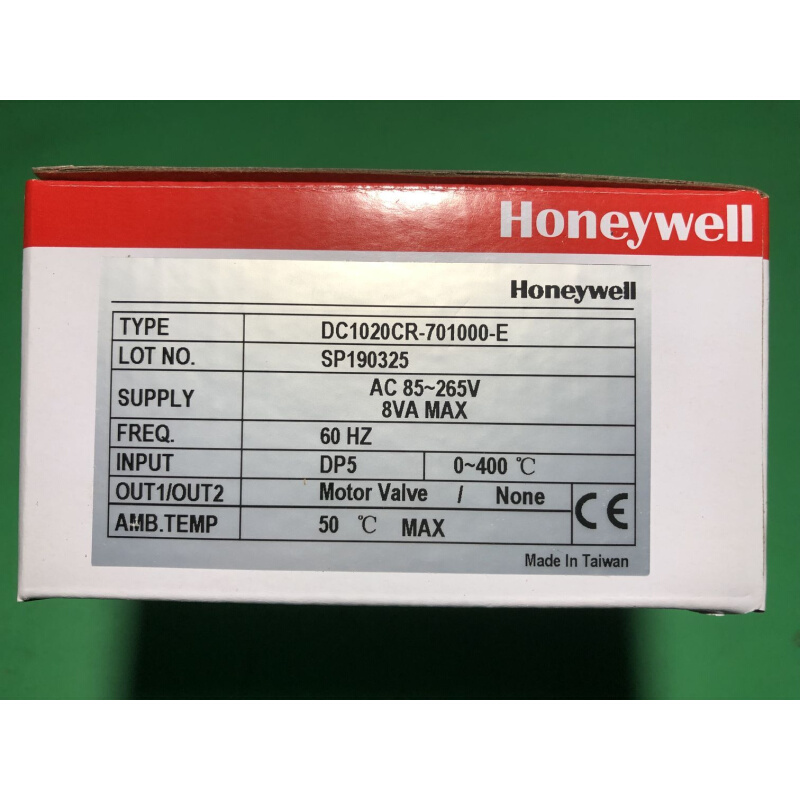 Honeywell
Honeywell
TYPE DC1020CR-701000-E
LOT NO. SP190325
SUPPLY AC 85~265V
8VA MAX
FREQ. 60 HZ
INPUT DP5 0~400 ℃
OUT1/OUT2 Motor Valve / None
AMB.TEMP 50 ℃ MAX
CE
Made In Taiwan